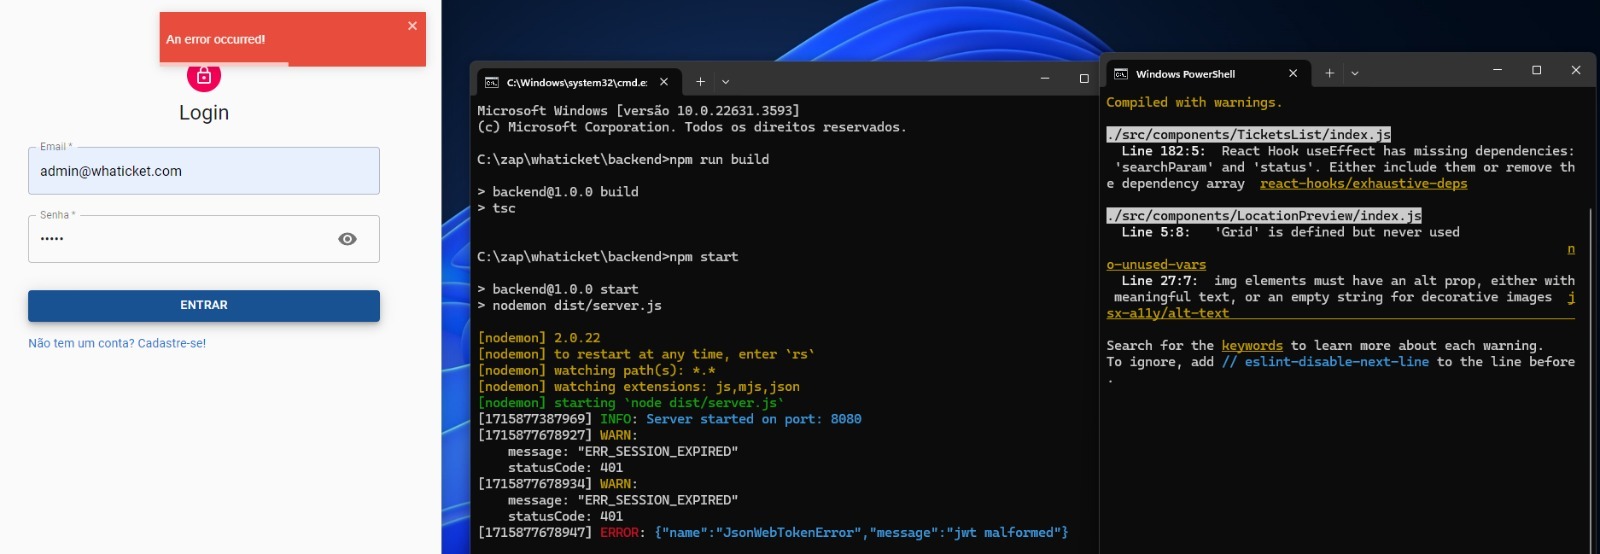 An error occurred!
Login
Email *
admin@whaticket.com
Senha *
•••••
ENTRAR
Não tem um conta? Cadastre-se!
C:\Windows\system32\cmd.e:
Microsoft Windows [versão 10.0.22631.3593]
(c) Microsoft Corporation. Todos os direitos reservados.
C:\zap\whaticket\backend>npm run build
> backend@1.0.0 build
> tsc
C:\zap\whaticket\backend>npm start
> backend@1.0.0 start
> nodemon dist/server.js
[nodemon] 2.0.22
[nodemon] to restart at any time, enter `rs`
[nodemon] watching path(s): *.*
[nodemon] watching extensions: js,mjs,json
[nodemon] starting `node dist/server.js`
[1715877387969] INFO: Server started on port: 8080
[1715877678927] WARN:
message: "ERR_SESSION_EXPIRED"
statusCode: 401
[1715877678934] WARN:
message: "ERR_SESSION_EXPIRED"
statusCode: 401
[1715877678947] ERROR: {"name":"JsonWebTokenError","message":"jwt malformed"}
Windows PowerShell
Compiled with warnings.
./src/components/TicketsList/index.js
Line 182:5:  React Hook useEffect has missing dependencies:
'searchParam' and 'status'. Either include them or remove th
e dependency array  react-hooks/exhaustive-deps
./src/components/LocationPreview/index.js
Line 5:8:   'Grid' is defined but never used
n
o-unused-vars
Line 27:7:  img elements must have an alt prop, either with
meaningful text, or an empty string for decorative images  j
sx-a11y/alt-text
Search for the keywords to learn more about each warning.
To ignore, add // eslint-disable-next-line to the line before
.